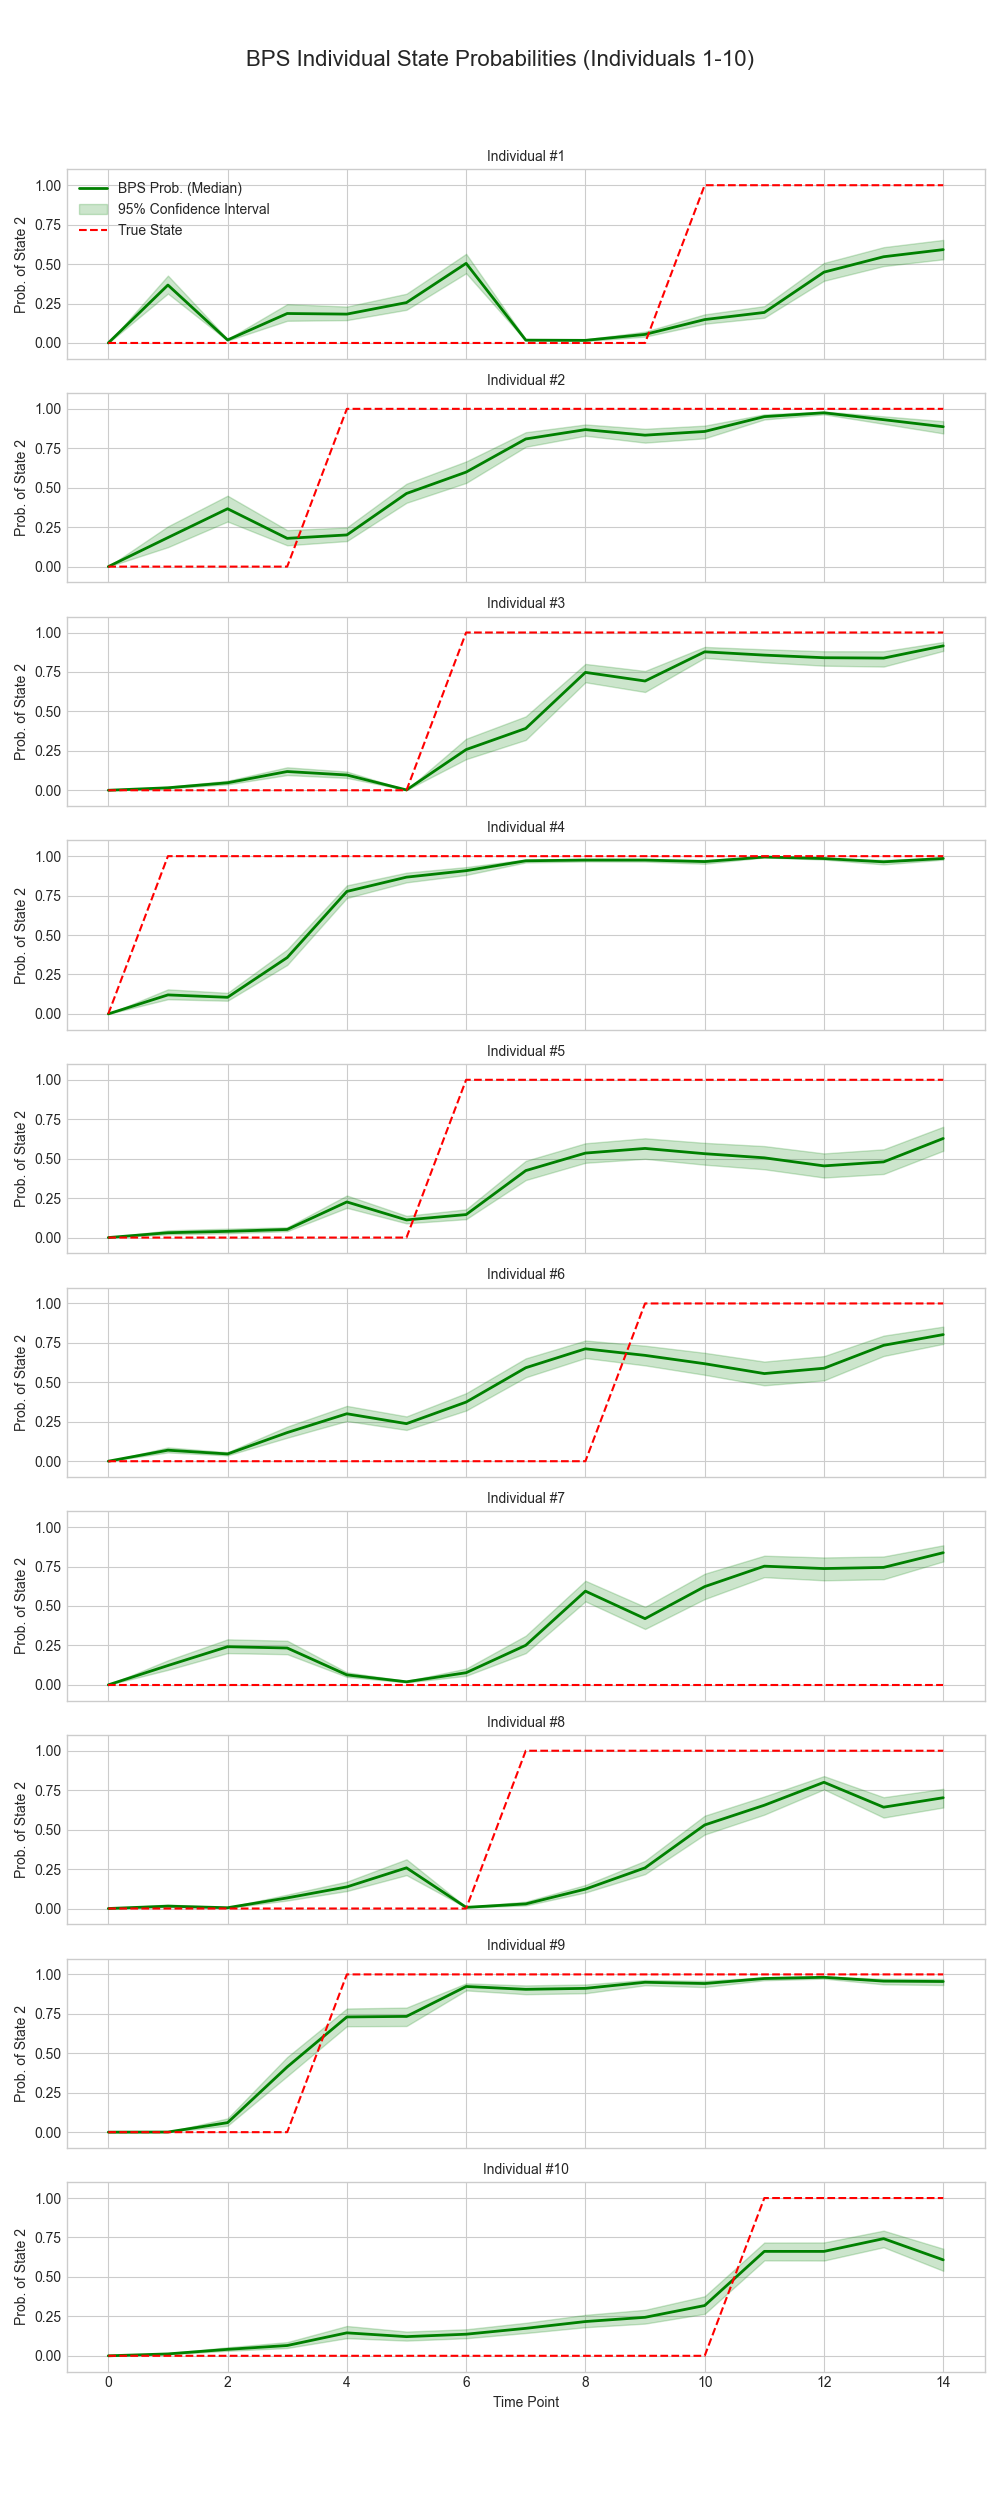 BPS Individual State Probabilities (Individuals 1-10)
Individual #1
BPS Prob. (Median)
95% Confidence Interval
True State
1.00
0.75
0.50
0.25
0.00
Prob. of State 2
Individual #2
1.00
0.75
0.50
0.25
0.00
Prob. of State 2
Individual #3
1.00
0.75
0.50
0.25
0.00
Prob. of State 2
Individual #4
1.00
0.75
0.50
0.25
0.00
Prob. of State 2
Individual #5
1.00
0.75
0.50
0.25
0.00
Prob. of State 2
Individual #6
1.00
0.75
0.50
0.25
0.00
Prob. of State 2
Individual #7
1.00
0.75
0.50
0.25
0.00
Prob. of State 2
Individual #8
1.00
0.75
0.50
0.25
0.00
Prob. of State 2
Individual #9
1.00
0.75
0.50
0.25
0.00
Prob. of State 2
Individual #10
1.00
0.75
0.50
0.25
0.00
Prob. of State 2
0 2 4 6 8 10 12 14
Time Point